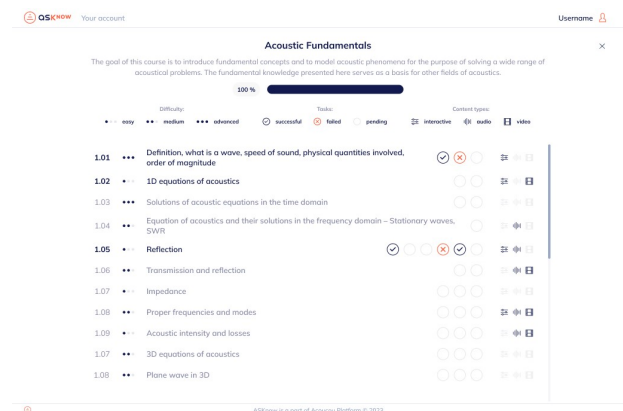 ASKNOW Your account Username
Acoustic Fundamentals
The goal of this course is to introduce fundamental concepts and to model acoustic phenomena for the purpose of solving a wide range of
acoustical problems. The fundamental knowledge presented here serves as a basis for other fields of acoustics.
100 %
Difficulty: Tasks: Content types:
easy medium advanced successful failed pending interactive audio video
1.01 Definition, what is a wave, speed of sound, physical quantities involved,
order of magnitude
1.02 1D equations of acoustics
1.03 Solutions of acoustic equations in the time domain
1.04 Equation of acoustics and their solutions in the frequency domain – Stationary waves,
SWR
1.05 Reflection
1.06 Transmission and reflection
1.07 Impedance
1.08 Proper frequencies and modes
1.09 Acoustic intensity and losses
1.07 3D equations of acoustics
1.08 Plane wave in 3D
ASKnow is a part of Acoucou Platform © 2023